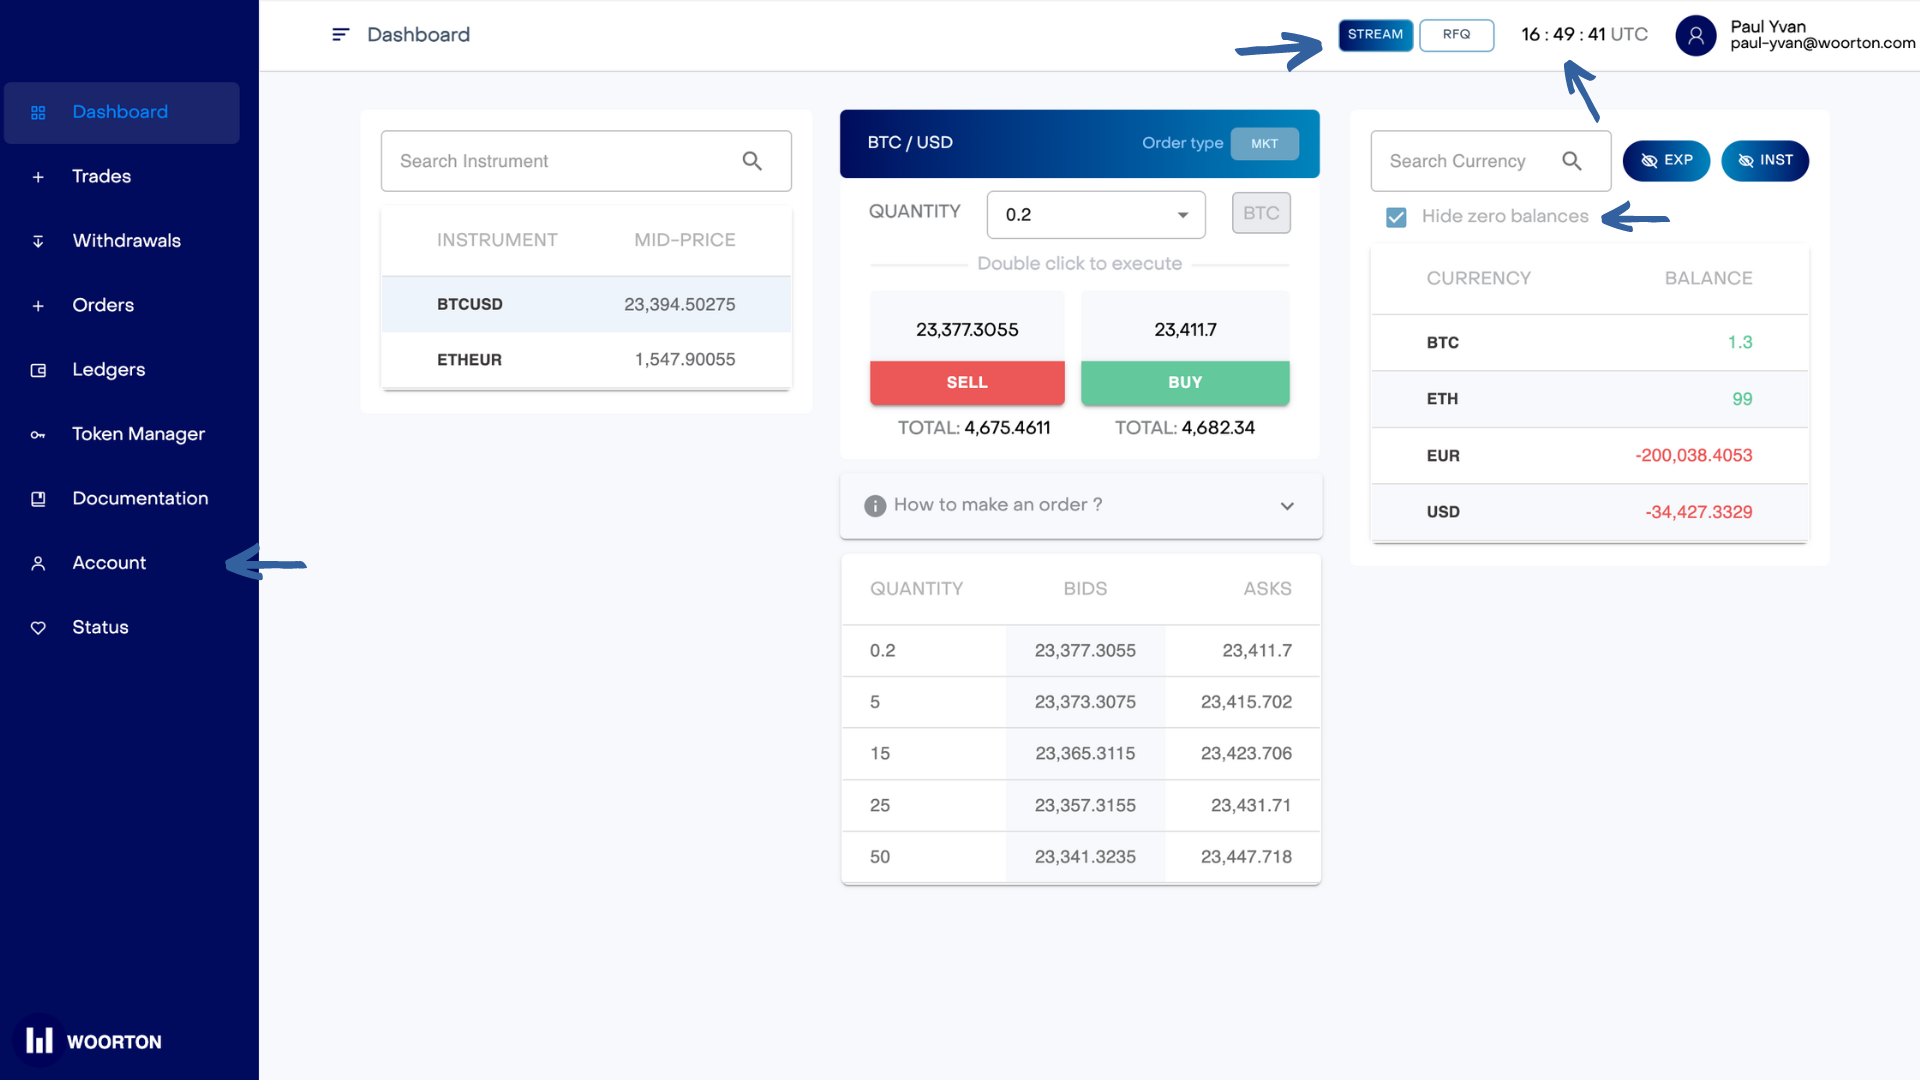 Dashboard
STREAM
RFQ
16 : 49 : 41 UTC
Paul Yvan
paul-yvan@woorton.com
Dashboard
Trades
Withdrawals
Orders
Ledgers
Token Manager
Documentation
Account
Status
WOORTON
Search Instrument
INSTRUMENT MID-PRICE
BTCUSD 23,394.50275
ETHEUR 1,547.90055
BTC / USD
Order type MKT
QUANTITY 0.2 BTC
Double click to execute
23,377.3055 23,411.7
SELL BUY
TOTAL: 4,675.4611 TOTAL: 4,682.34
How to make an order ?
QUANTITY BIDS ASKS
0.2 23,377.3055 23,411.7
5 23,373.3075 23,415.702
15 23,365.3115 23,423.706
25 23,357.3155 23,431.71
50 23,341.3235 23,447.718
Search Currency
EXP
INST
Hide zero balances
CURRENCY BALANCE
BTC 1.3
ETH 99
EUR -200,038.4053
USD -34,427.3329